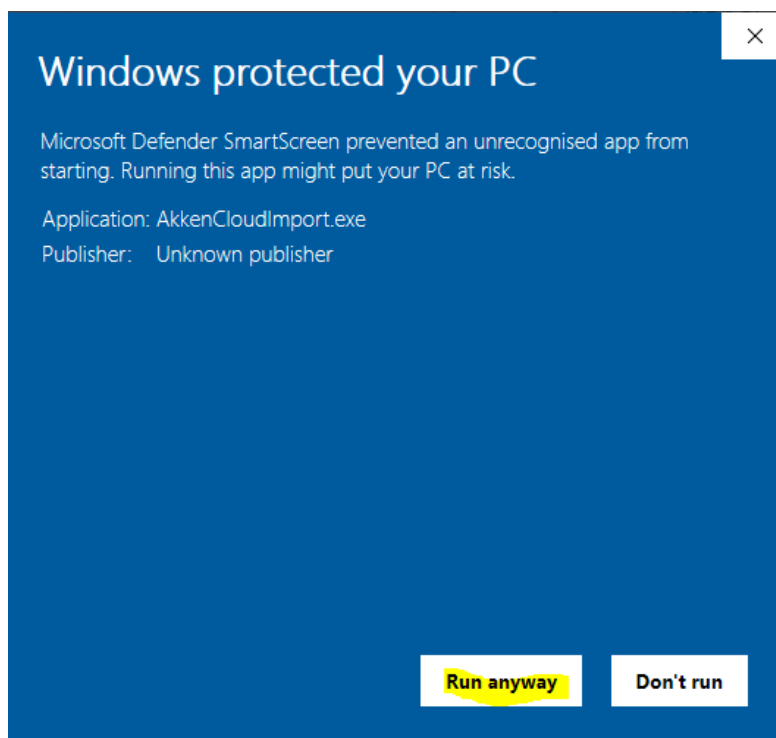 Windows protected your PC
Microsoft Defender SmartScreen prevented an unrecognised app from
starting. Running this app might put your PC at risk.
Application: AkkenCloudImport.exe
Publisher: Unknown publisher
Run anyway Don't run